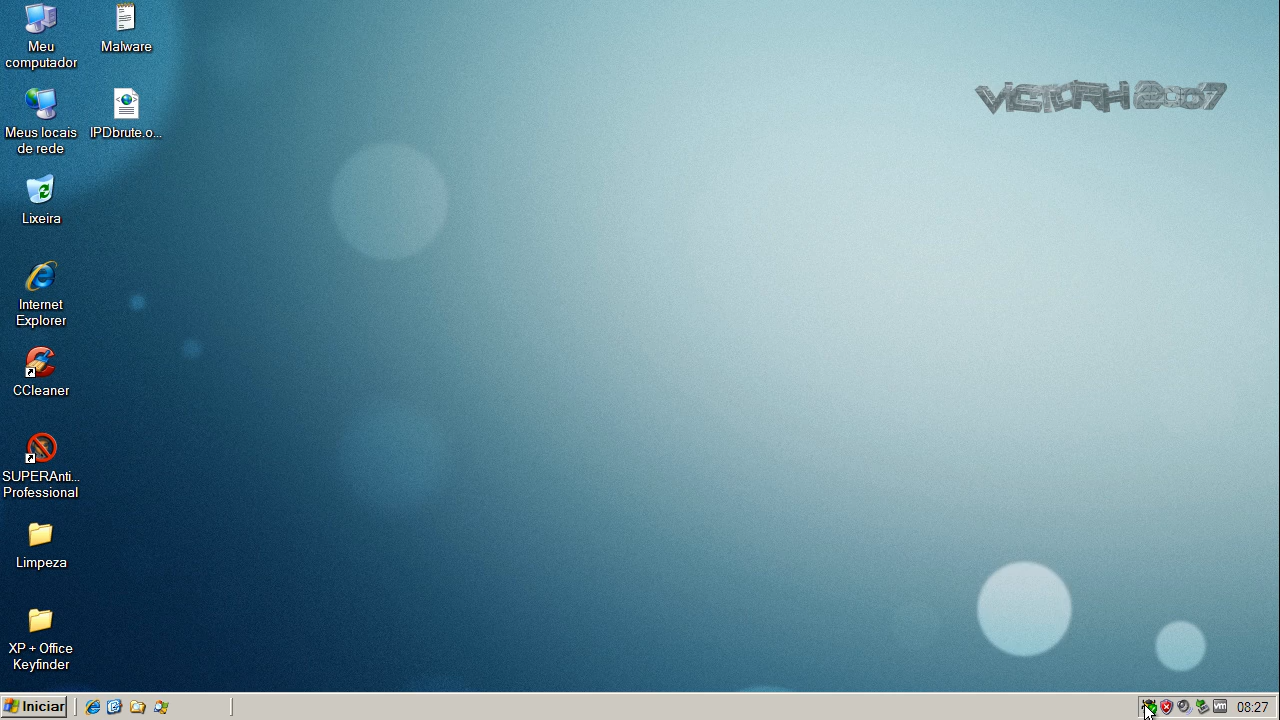 Meu
computador
Malware
Meus locais
de rede
IPDbrute.o...
Lixeira
Internet
Explorer
CCleaner
SUPERAnti...
Professional
Limpeza
XP + Office
Keyfinder
VICTORH 2007
Iniciar
vm
08:27